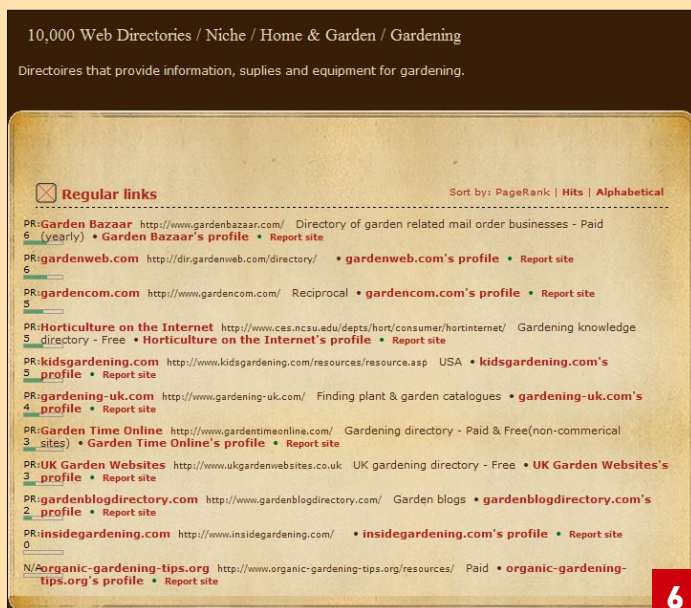 10,000 Web Directories / Niche / Home & Garden / Gardening
Directoires that provide information, suplies and equipment for gardening.
Regular links Sort by: PageRank | Hits | Alphabetical
PR: Garden Bazaar http://www.gardenbazaar.com/ Directory of garden related mail order businesses - Paid
6 (yearly) • Garden Bazaar's profile • Report site
PR: gardenweb.com http://dir.gardenweb.com/directory/ • gardenweb.com's profile • Report site
6
PR: gardencom.com http://www.gardencom.com/ Reciprocal • gardencom.com's profile • Report site
5
PR: Horticulture on the Internet http://www.ces.ncsu.edu/depts/hort/consumer/hortinternet/ Gardening knowledge
5 directory - Free • Horticulture on the Internet's profile • Report site
PR: kidsgardening.com http://www.kidsgardening.com/resources/resource.asp USA • kidsgardening.com's
5 profile • Report site
PR: gardening-uk.com http://www.gardening-uk.com/ Finding plant & garden catalogues • gardening-uk.com's
4 profile • Report site
PR: Garden Time Online http://www.gardentimeonline.com/ Gardening directory - Paid & Free(non-commerical
3 sites) • Garden Time Online's profile • Report site
PR: UK Garden Websites http://www.ukgardenwebsites.co.uk UK gardening directory - Free • UK Garden Websites's
3 profile • Report site
PR: gardenblogdirectory.com http://www.gardenblogdirectory.com/ Garden blogs • gardenblogdirectory.com's
2 profile • Report site
PR: insidegardening.com http://www.insidegardening.com/ • insidegardening.com's profile • Report site
0
N/A organic-gardening-tips.org http://www.organic-gardening-tips.org/resources/ Paid • organic-gardening-
tips.org's profile • Report site
6